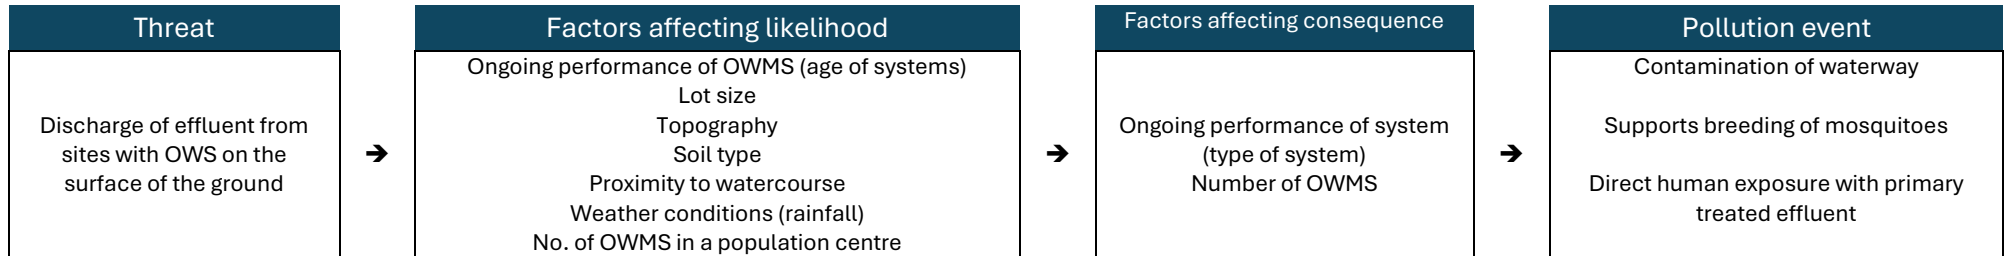 Threat
Discharge of effluent from
sites with OWS on the
surface of the ground
➔
Factors affecting likelihood
Ongoing performance of OWMS (age of systems)
Lot size
Topography
Soil type
Proximity to watercourse
Weather conditions (rainfall)
No. of OWMS in a population centre
➔
Factors affecting consequence
Ongoing performance of system
(type of system)
Number of OWMS
➔
Pollution event
Contamination of waterway
Supports breeding of mosquitoes
Direct human exposure with primary
treated effluent